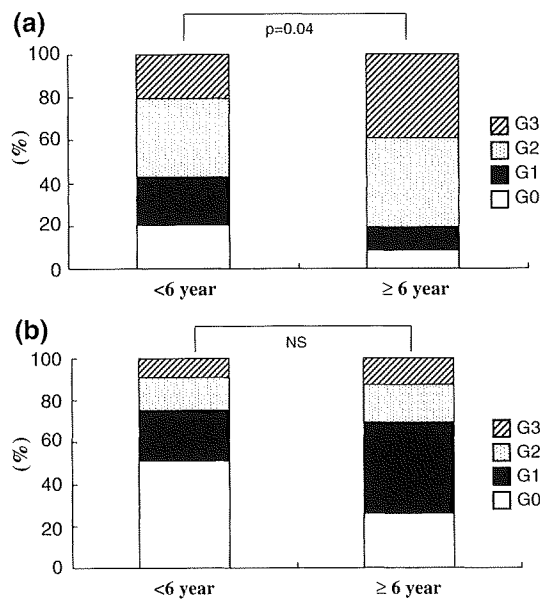 (a)
p=0.04
100
80
60
40
20
0
(%)
G3
G2
G1
G0
<6 year
≥ 6 year
(b)
NS
100
80
60
40
20
0
(%)
G3
G2
G1
G0
<6 year
≥ 6 year